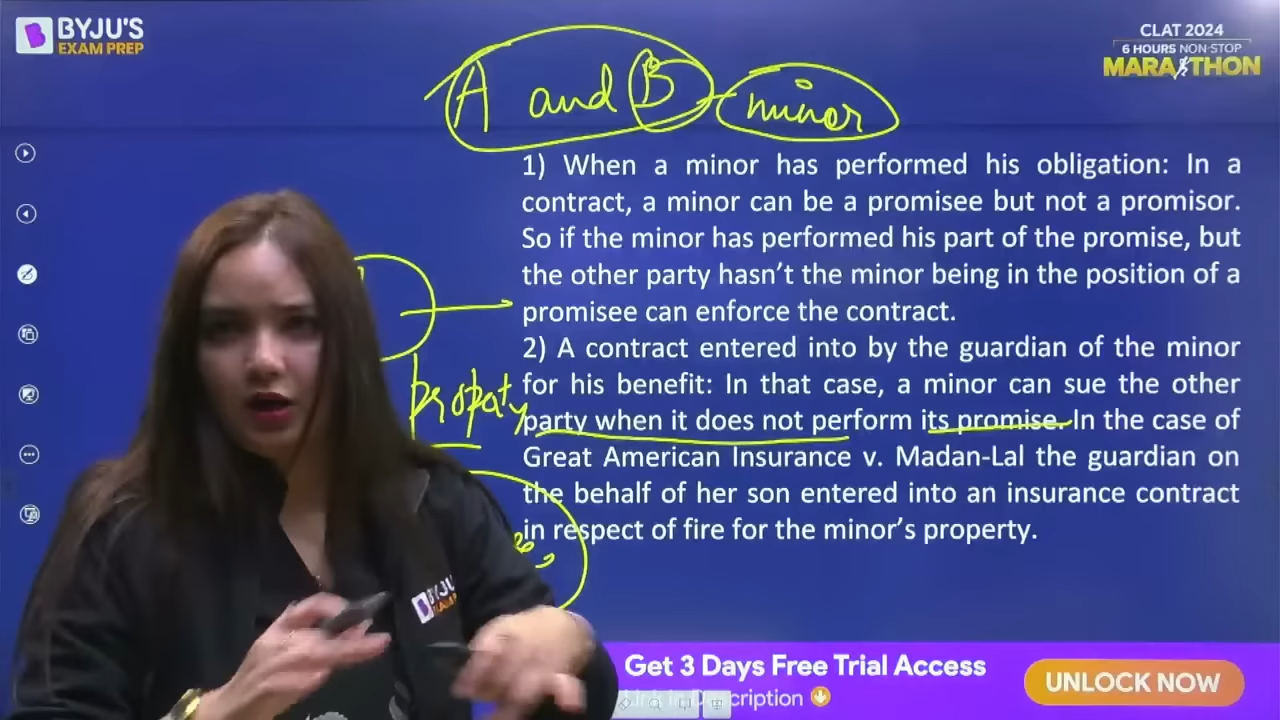 BYJU'S
EXAM PREP
CLAT 2024
6 HOURS NON-STOP
MARATHON
A and B - minor
1) When a minor has performed his obligation: In a
contract, a minor can be a promisee but not a promisor.
So if the minor has performed his part of the promise, but
the other party hasn't the minor being in the position of a
promisee can enforce the contract.
2) A contract entered into by the guardian of the minor
for his benefit: In that case, a minor can sue the other
party when it does not perform its promise. In the case of
Great American Insurance v. Madan-Lal the guardian on
the behalf of her son entered into an insurance contract
in respect of fire for the minor's property.
propaty
BYJU
Get 3 Days Free Trial Access
Link in Description
UNLOCK NOW